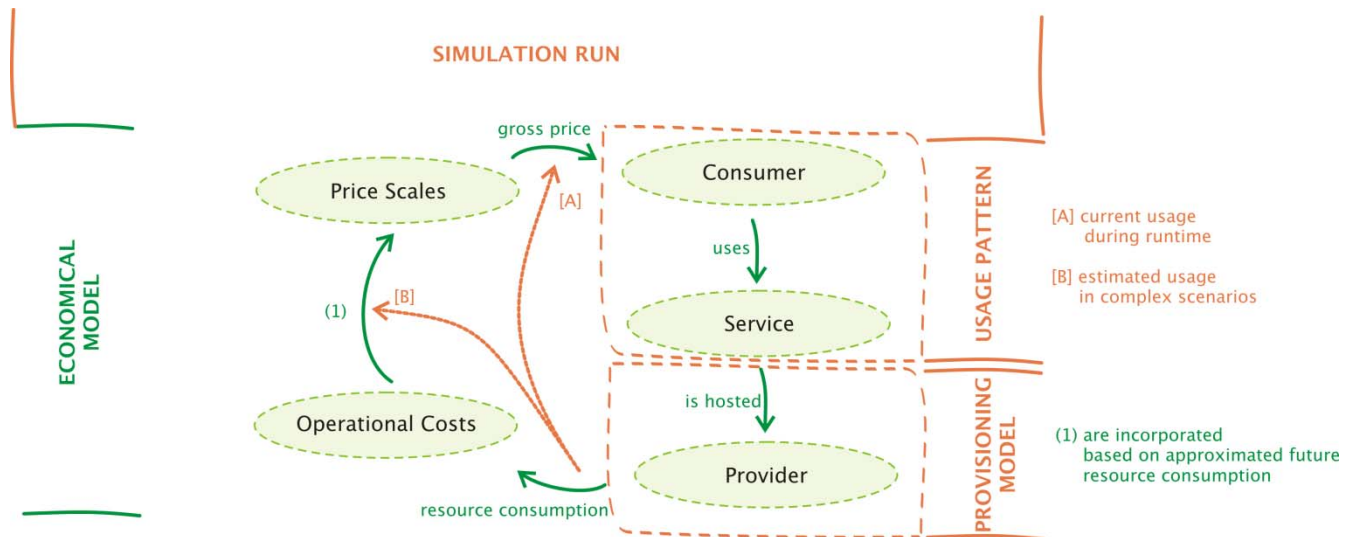 SIMULATION RUN
gross price
Consumer
Price Scales
[A]
uses
[B]
(1)
Service
ECONOMICAL
MODEL
USAGE PATTERN
[A] current usage
during runtime
[B] estimated usage
in complex scenarios
is hosted
Operational Costs
Provider
resource consumption
PROVISIONING
MODEL
(1) are incorporated
based on approximated future
resource consumption